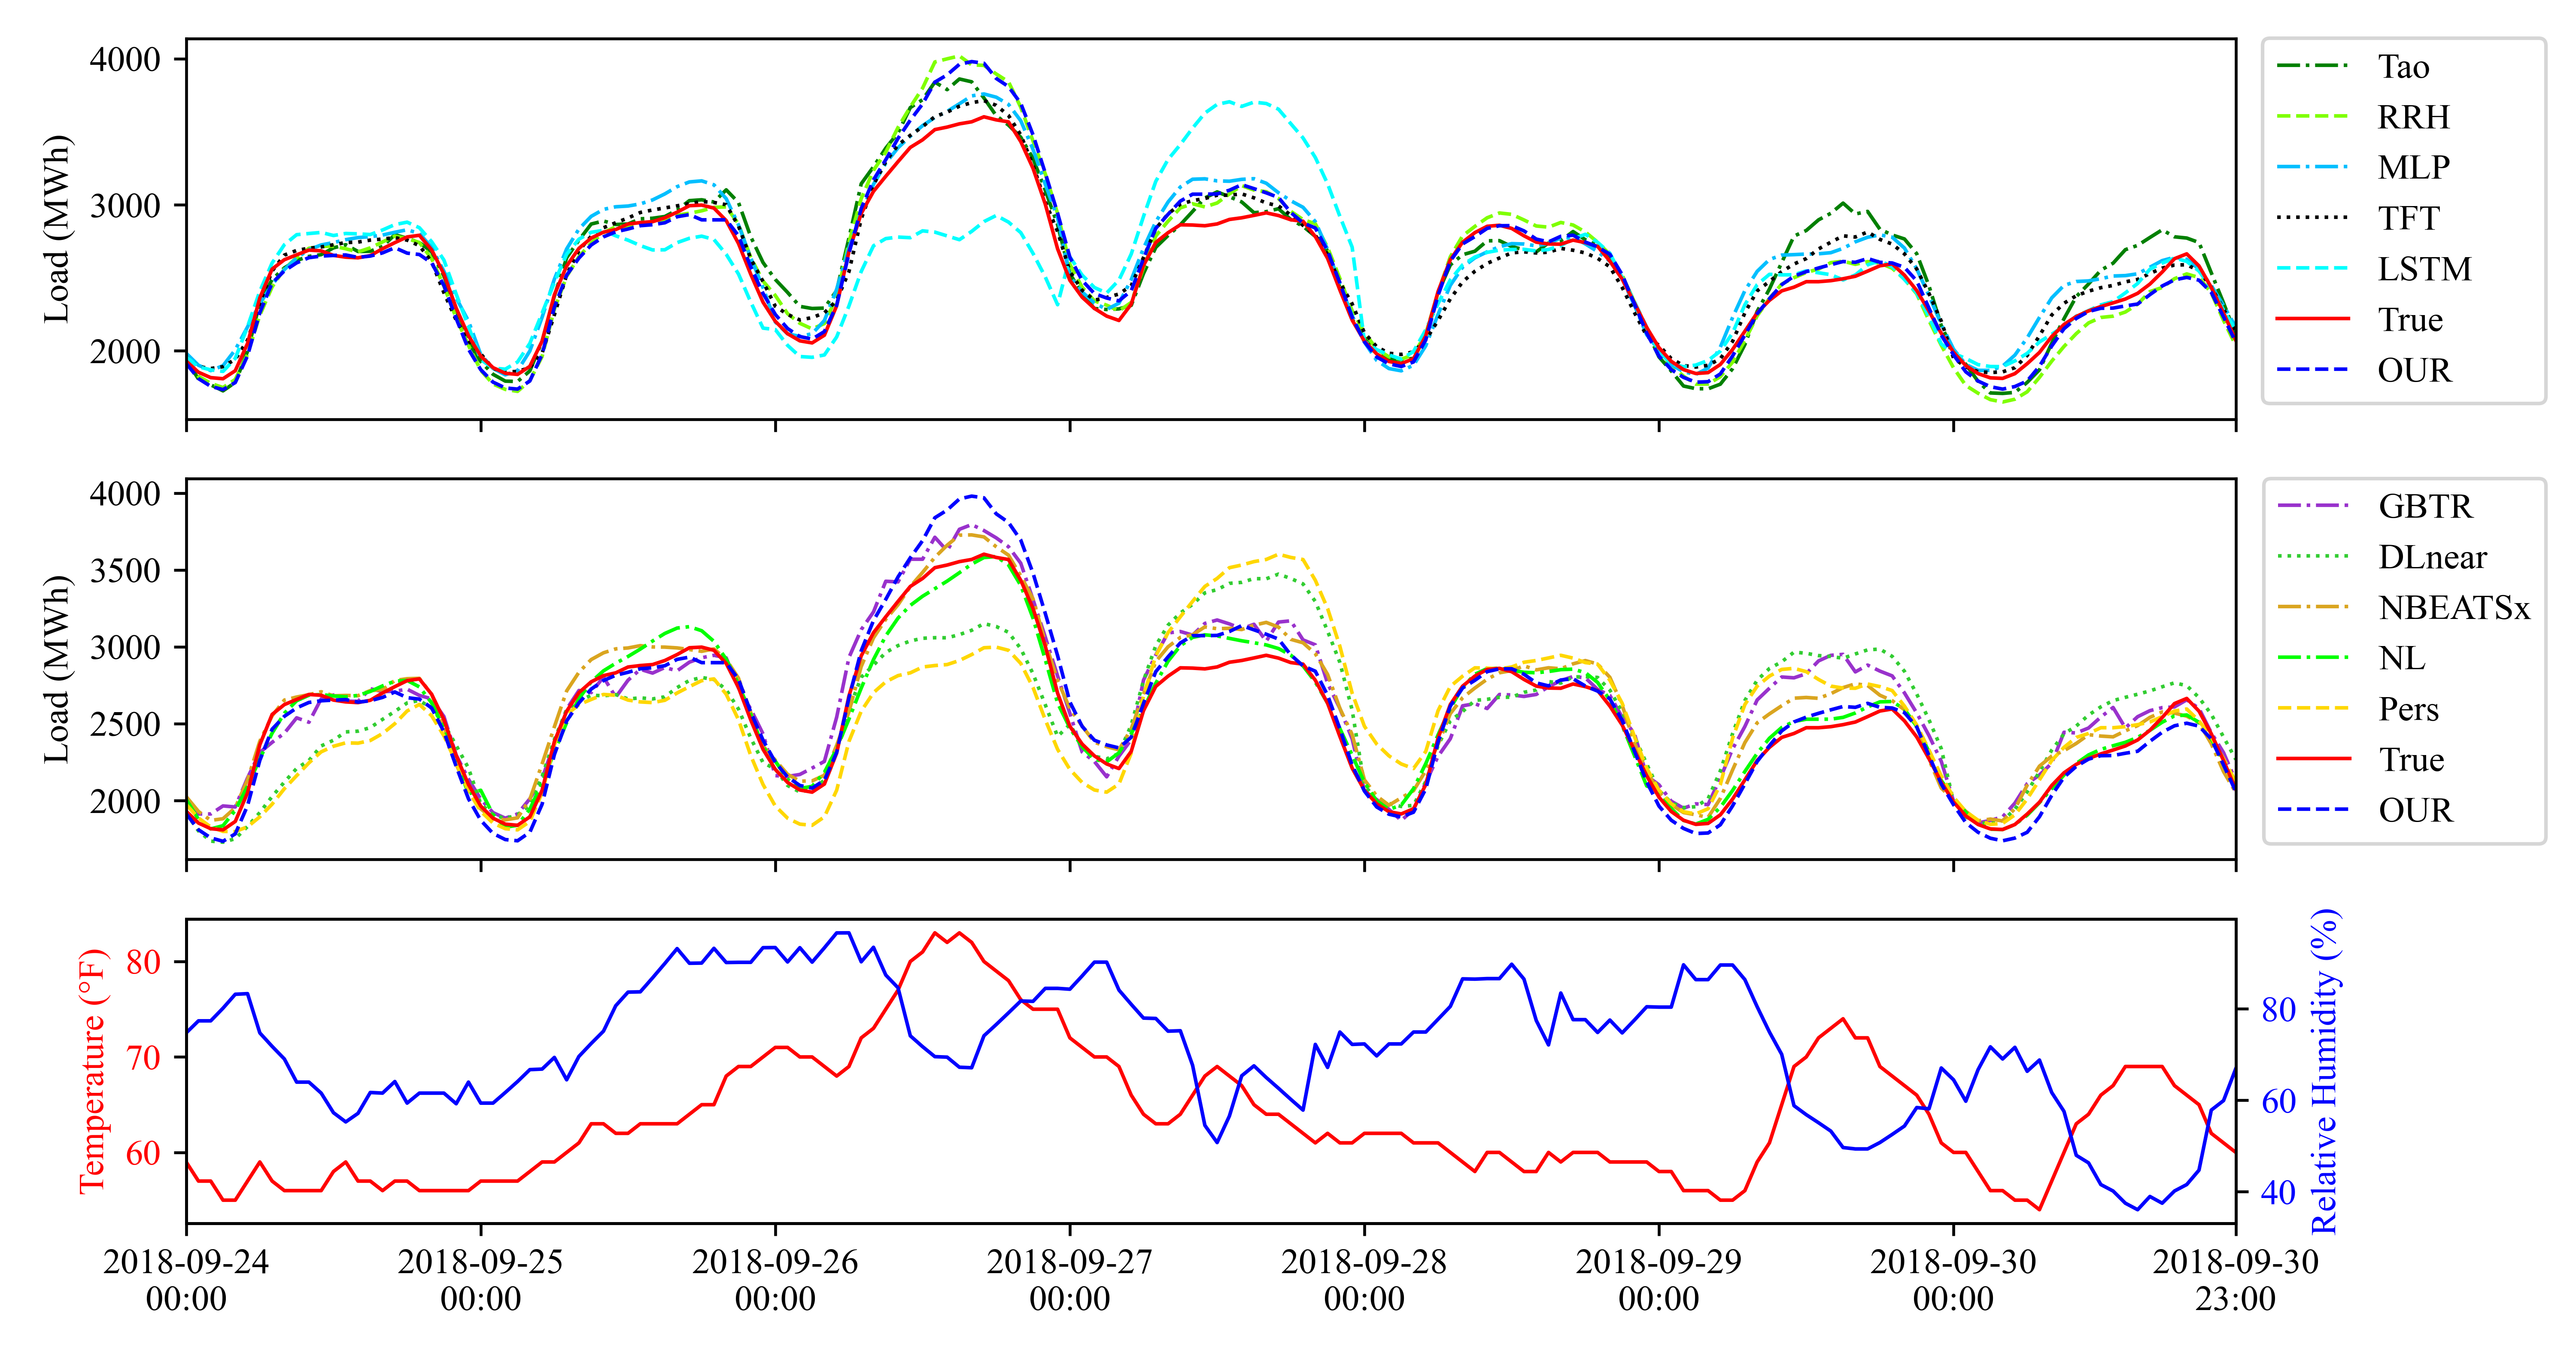 4000
3000
2000
Load (MWh)
Tao
RRH
MLP
TFT
LSTM
True
OUR
4000
3500
3000
2500
2000
Load (MWh)
GBTR
DLnear
NBEATSx
NL
Pers
True
OUR
80
70
60
Temperature (°F)
80
60
40
Relative Humidity (%)
2018-09-24
00:00
2018-09-25
00:00
2018-09-26
00:00
2018-09-27
00:00
2018-09-28
00:00
2018-09-29
00:00
2018-09-30
00:00
2018-09-30
23:00